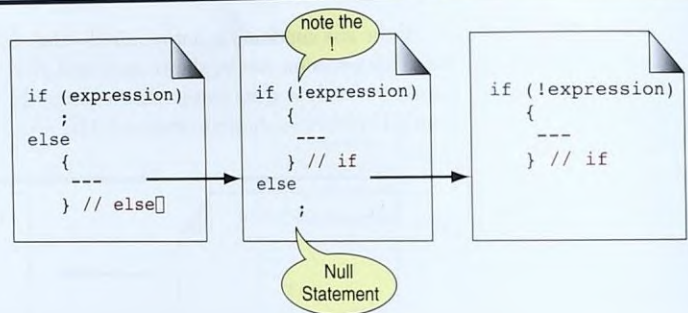 if (expression)
;
else
{
---
} // else▯
note the
!
if (!expression)
{
---
} // if
else
;
Null
Statement
if (!expression)
{
---
} // if